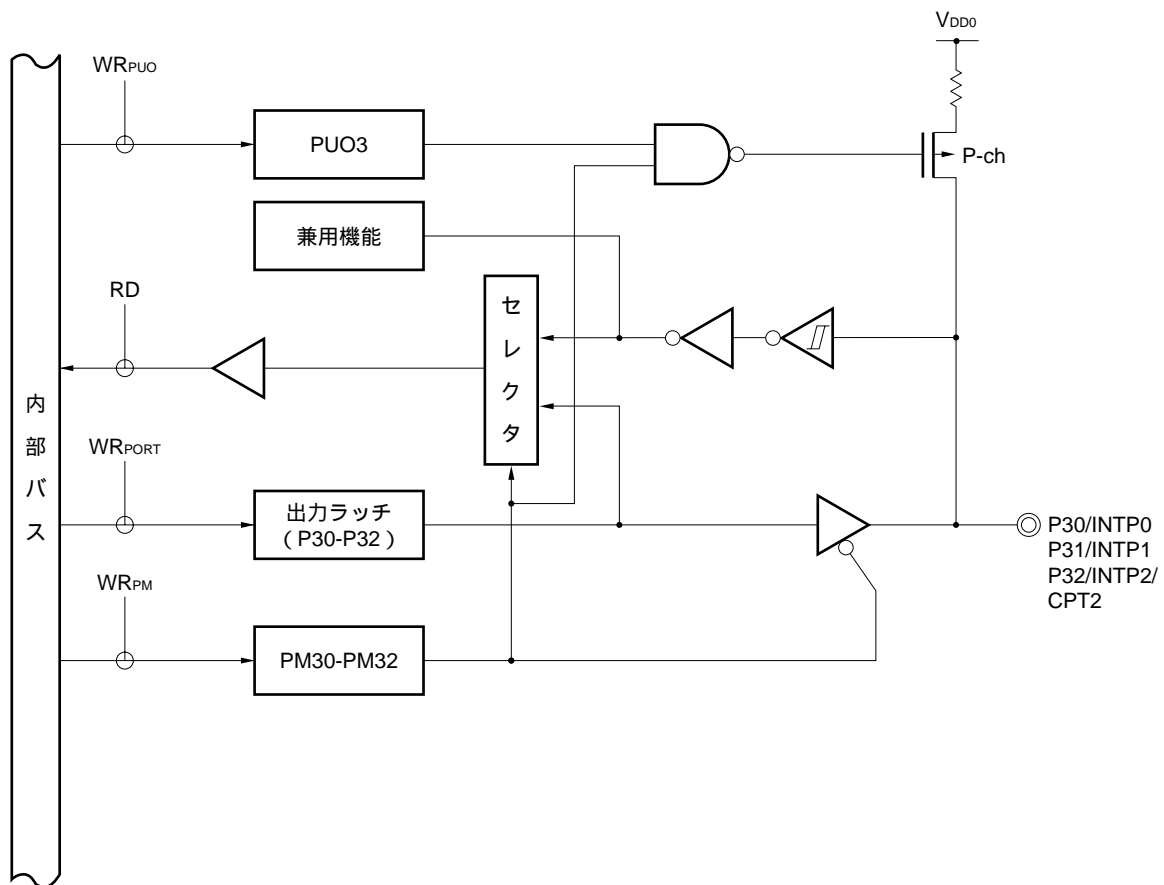 VDD0
WRPUO
PUO3
P-ch
兼用機能
RD
セレクタ
内部バス
WRPORT
出力ラッチ
（P30-P32）
P30/INTP0
P31/INTP1
P32/INTP2/
CPT2
WRPM
PM30-PM32